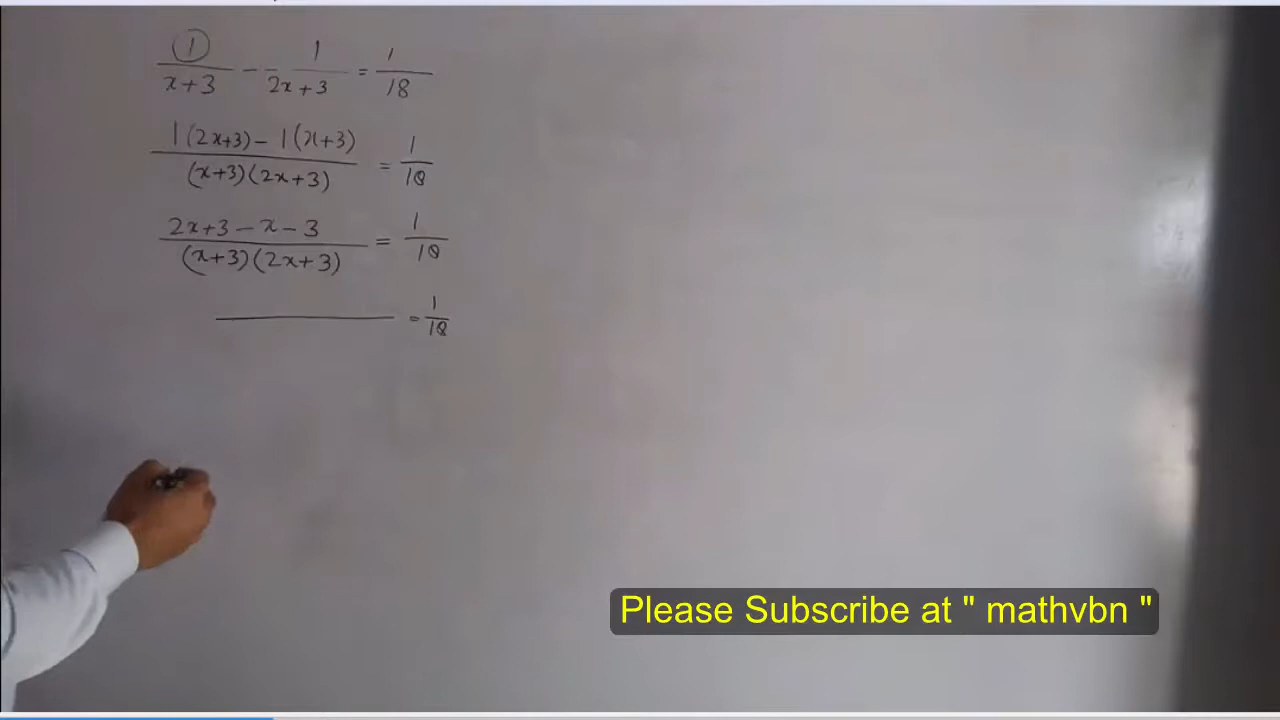 1/(x+3) - 1/(2x+3) = 1/18
(1(2x+3) - 1(x+3))/((x+3)(2x+3)) = 1/18
(2x+3-x-3)/((x+3)(2x+3)) = 1/18
= 1/18
Please Subscribe at " mathvbn "